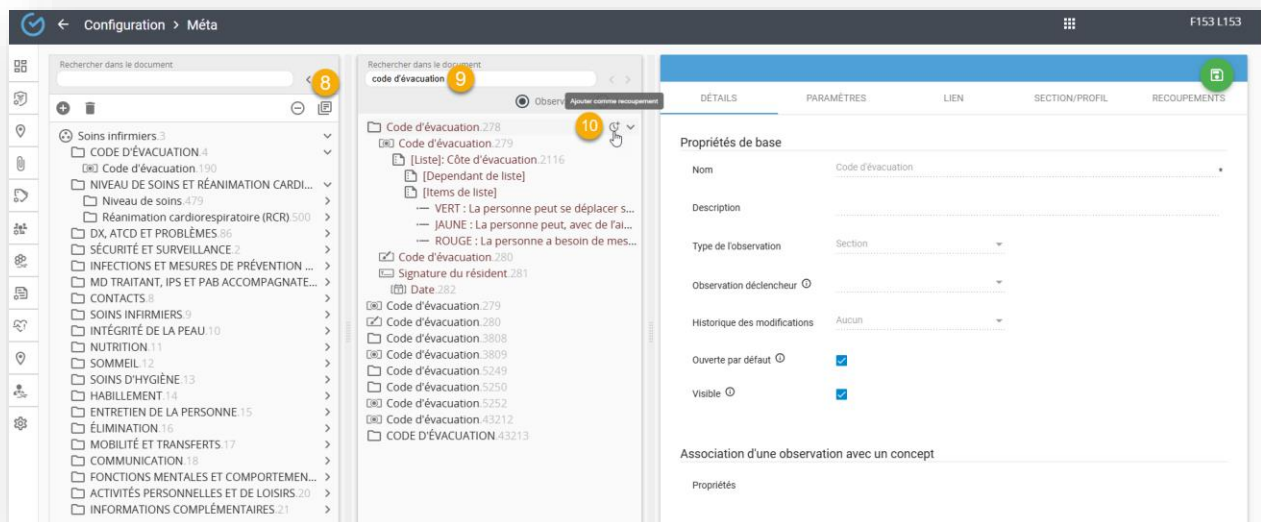 Configuration > Méta
F153 L153
Rechercher dans le document
8
Soins infirmiers.3
CODE D'ÉVACUATION.4
Code d'évacuation.190
NIVEAU DE SOINS ET RÉANIMATION CARDI...
Niveau de soins.479
Réanimation cardiorespiratoire (RCR).500
DX, ATCD ET PROBLÈMES.86
SÉCURITÉ ET SURVEILLANCE.2
INFECTIONS ET MESURES DE PRÉVENTION ...
MD TRAITANT, IPS ET PAB ACCOMPAGNATE...
CONTACTS.8
SOINS INFIRMIERS.9
INTÉGRITÉ DE LA PEAU.10
NUTRITION.11
SOMMEIL.12
SOINS D'HYGIÈNE.13
HABILLEMENT.14
ENTRETIEN DE LA PERSONNE.15
ÉLIMINATION.16
MOBILITÉ ET TRANSFERTS.17
COMMUNICATION.18
FONCTIONS MENTALES ET COMPORTEMEN...
ACTIVITÉS PERSONNELLES ET DE LOISIRS.20
INFORMATIONS COMPLÉMENTAIRES.21
Rechercher dans le document
code d'évacuation 9
Observ
Ajouter comme recoupement
Code d'évacuation.278
10
Code d'évacuation.279
[Liste]: Côte d'évacuation.2116
[Dependant de liste]
[Items de liste]
VERT : La personne peut se déplacer s...
JAUNE : La personne peut, avec de l'ai...
ROUGE : La personne a besoin de mes...
Code d'évacuation.280
Signature du résident.281
Date.282
Code d'évacuation.279
Code d'évacuation.280
Code d'évacuation.3808
Code d'évacuation.3809
Code d'évacuation.5249
Code d'évacuation.5250
Code d'évacuation.5252
Code d'évacuation.43212
CODE D'ÉVACUATION.43213
DÉTAILS PARAMÈTRES LIEN SECTION/PROFIL RECOUPEMENTS
Propriétés de base
Nom Code d'évacuation *
Description
Type de l'observation Section
Observation déclencheur
Historique des modifications Aucun
Ouverte par défaut
Visible
Association d'une observation avec un concept
Propriétés